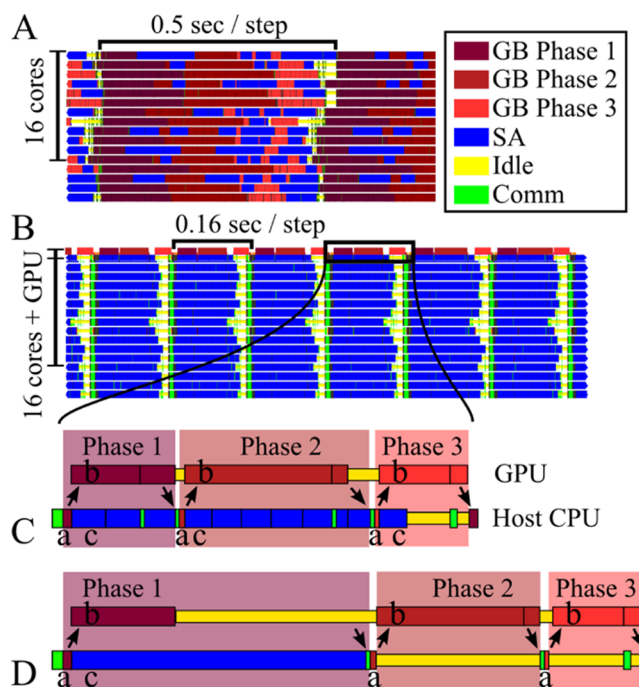 A
0.5 sec / step
16 cores
GB Phase 1
GB Phase 2
GB Phase 3
SA
Idle
Comm
B
0.16 sec / step
16 cores + GPU
Phase 1
Phase 2
Phase 3
b
b
b
GPU
C
Host CPU
a c
a c
a c
Phase 1
Phase 2
Phase 3
b
b
b
D
a c
a
a